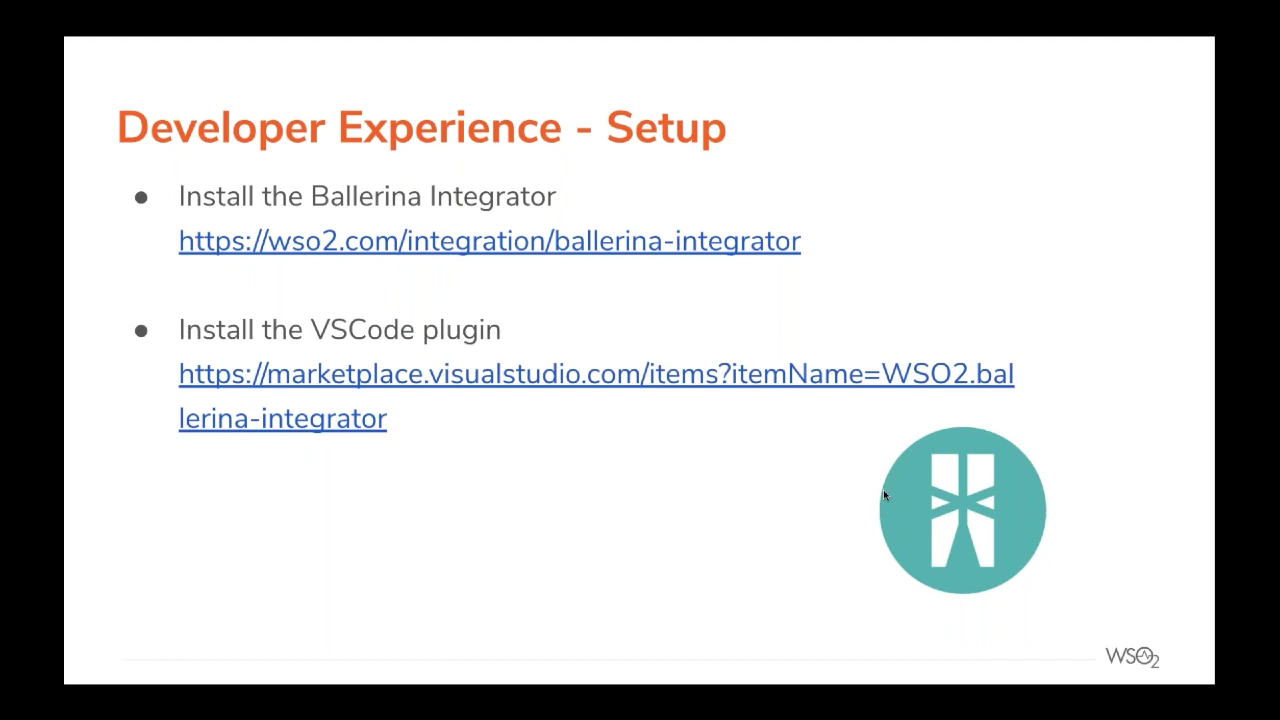 Developer Experience - Setup
● Install the Ballerina Integrator
https://wso2.com/integration/ballerina-integrator
● Install the VSCode plugin
https://marketplace.visualstudio.com/items?itemName=WSO2.bal
lerina-integrator
WSO2